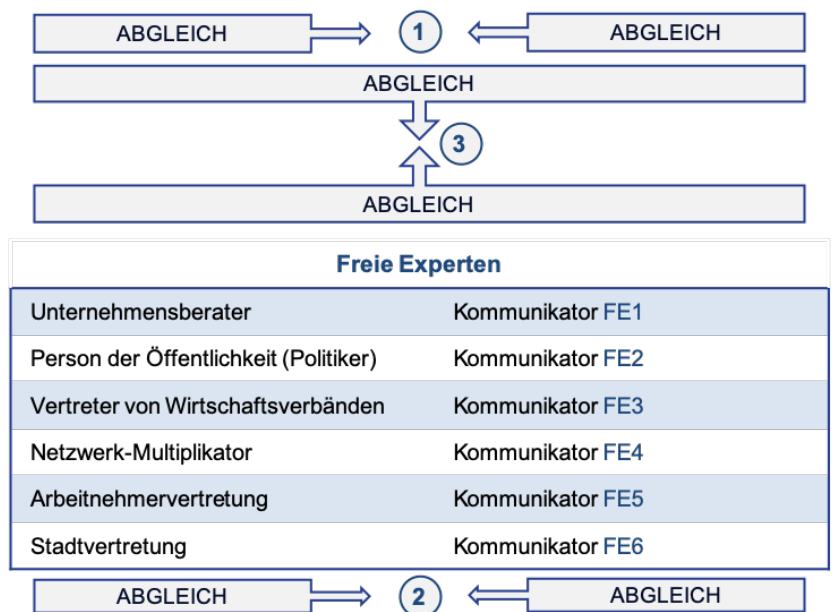 ABGLEICH 1 ABGLEICH
ABGLEICH
3
ABGLEICH
Freie Experten
Unternehmensberater Kommunikator FE1
Person der Öffentlichkeit (Politiker) Kommunikator FE2
Vertreter von Wirtschaftsverbänden Kommunikator FE3
Netzwerk-Multiplikator Kommunikator FE4
Arbeitnehmervertretung Kommunikator FE5
Stadtvertretung Kommunikator FE6
ABGLEICH 2 ABGLEICH